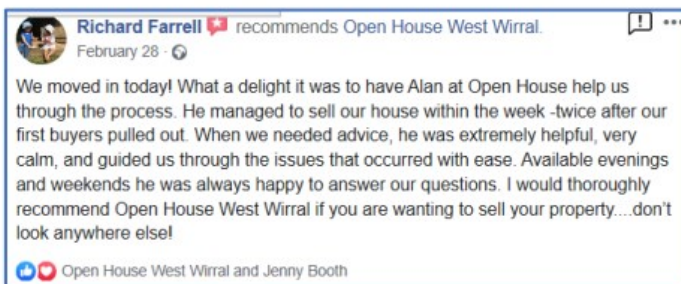 Richard Farrell recommends Open House West Wirral.
February 28 ·
We moved in today! What a delight it was to have Alan at Open House help us
through the process. He managed to sell our house within the week -twice after our
first buyers pulled out. When we needed advice, he was extremely helpful, very
calm, and guided us through the issues that occurred with ease. Available evenings
and weekends he was always happy to answer our questions. I would thoroughly
recommend Open House West Wirral if you are wanting to sell your property....don't
look anywhere else!
Open House West Wirral and Jenny Booth